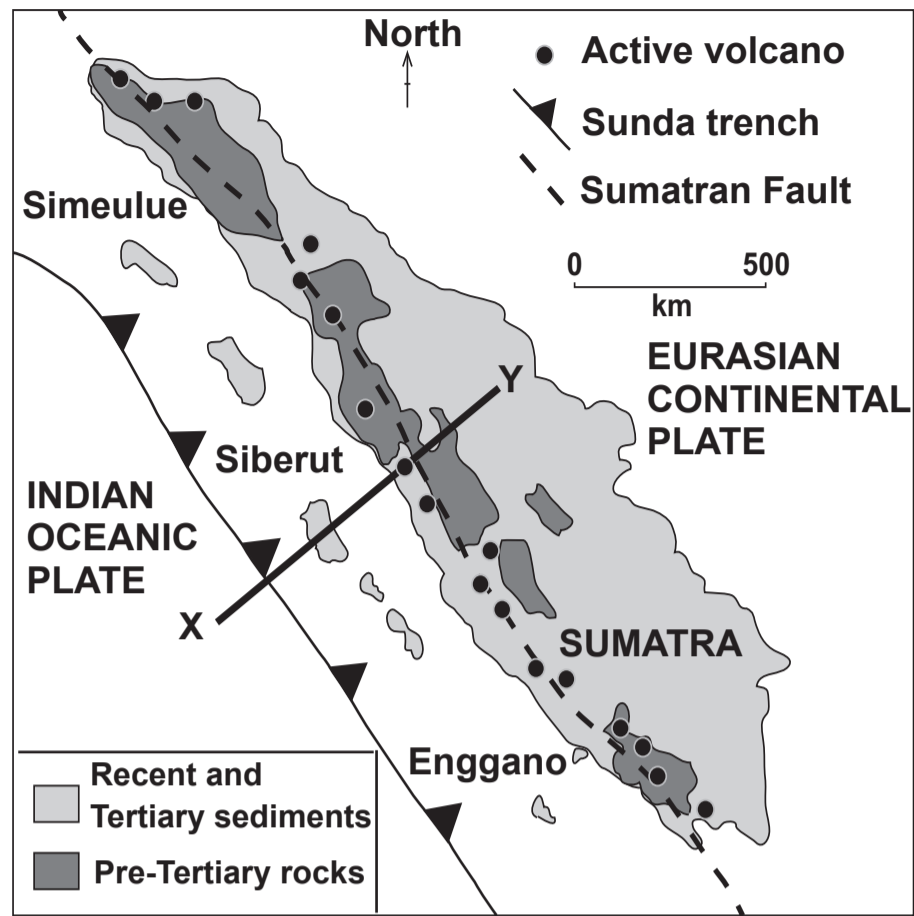 North
Active volcano
Sunda trench
Sumatran Fault
0 500
km
Simeulue
EURASIAN
CONTINENTAL
PLATE
Y
Siberut
INDIAN
OCEANIC
PLATE
X
SUMATRA
Enggano
Recent and
Tertiary sediments
Pre-Tertiary rocks